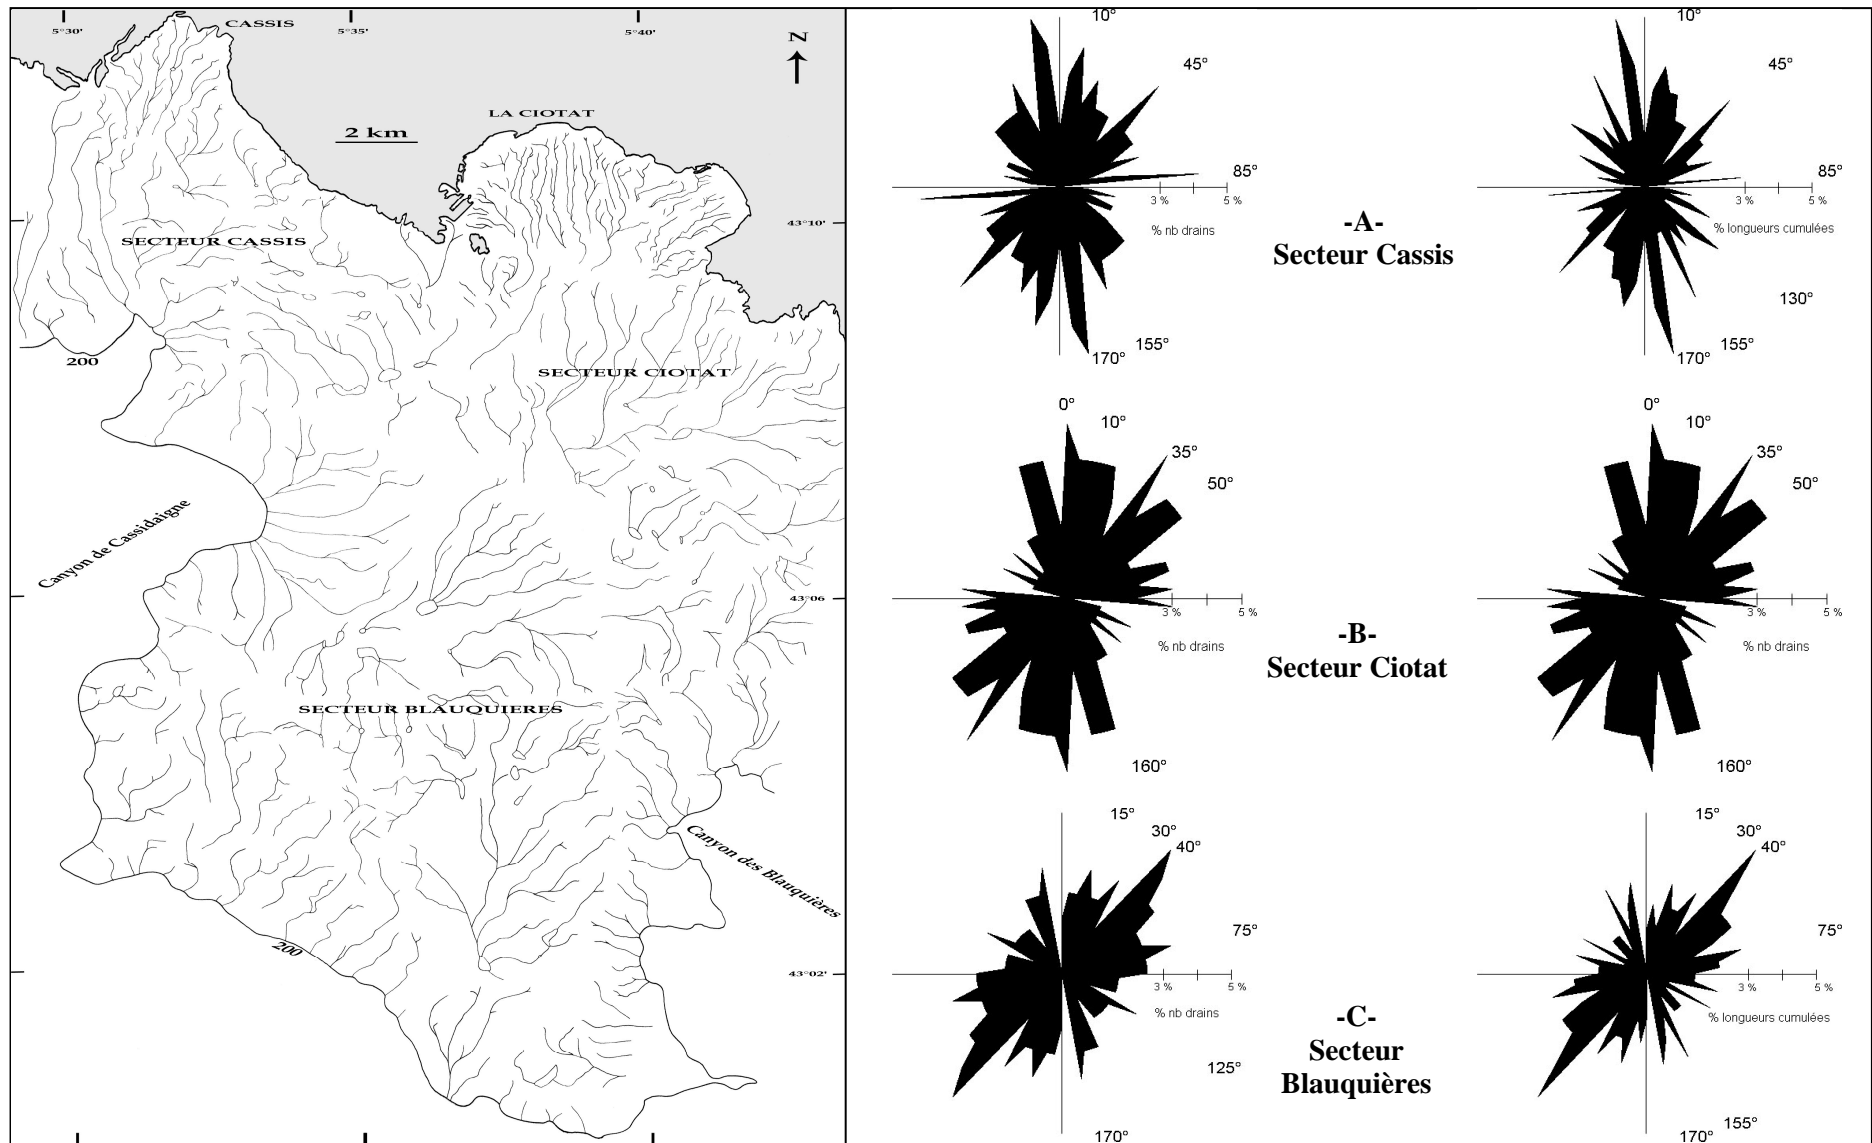 CASSIS
5°30'
5°35'
5°40'
N
LA CIOTAT
2 km
43°10'
SECTEUR CASSIS
200
SECTEUR CIOTAT
Canyon de Cassidaigne
43°06
SECTEUR BLAUQUIERES
Canyon des Blauquières
200
43°02'
10°
45°
85°
3 %
5 %
% nb drains
170°
155°
-A-
Secteur Cassis
10°
45°
85°
3 %
5 %
% longueurs cumulées
130°
170°
155°
0°
10°
35°
50°
3 %
5 %
% nb drains
160°
-B-
Secteur Ciotat
0°
10°
35°
50°
3 %
5 %
% nb drains
160°
15°
30°
40°
75°
3 %
5 %
% nb drains
125°
170°
-C-
Secteur
Blauquières
15°
30°
40°
75°
3 %
5 %
% longueurs cumulées
155°
170°